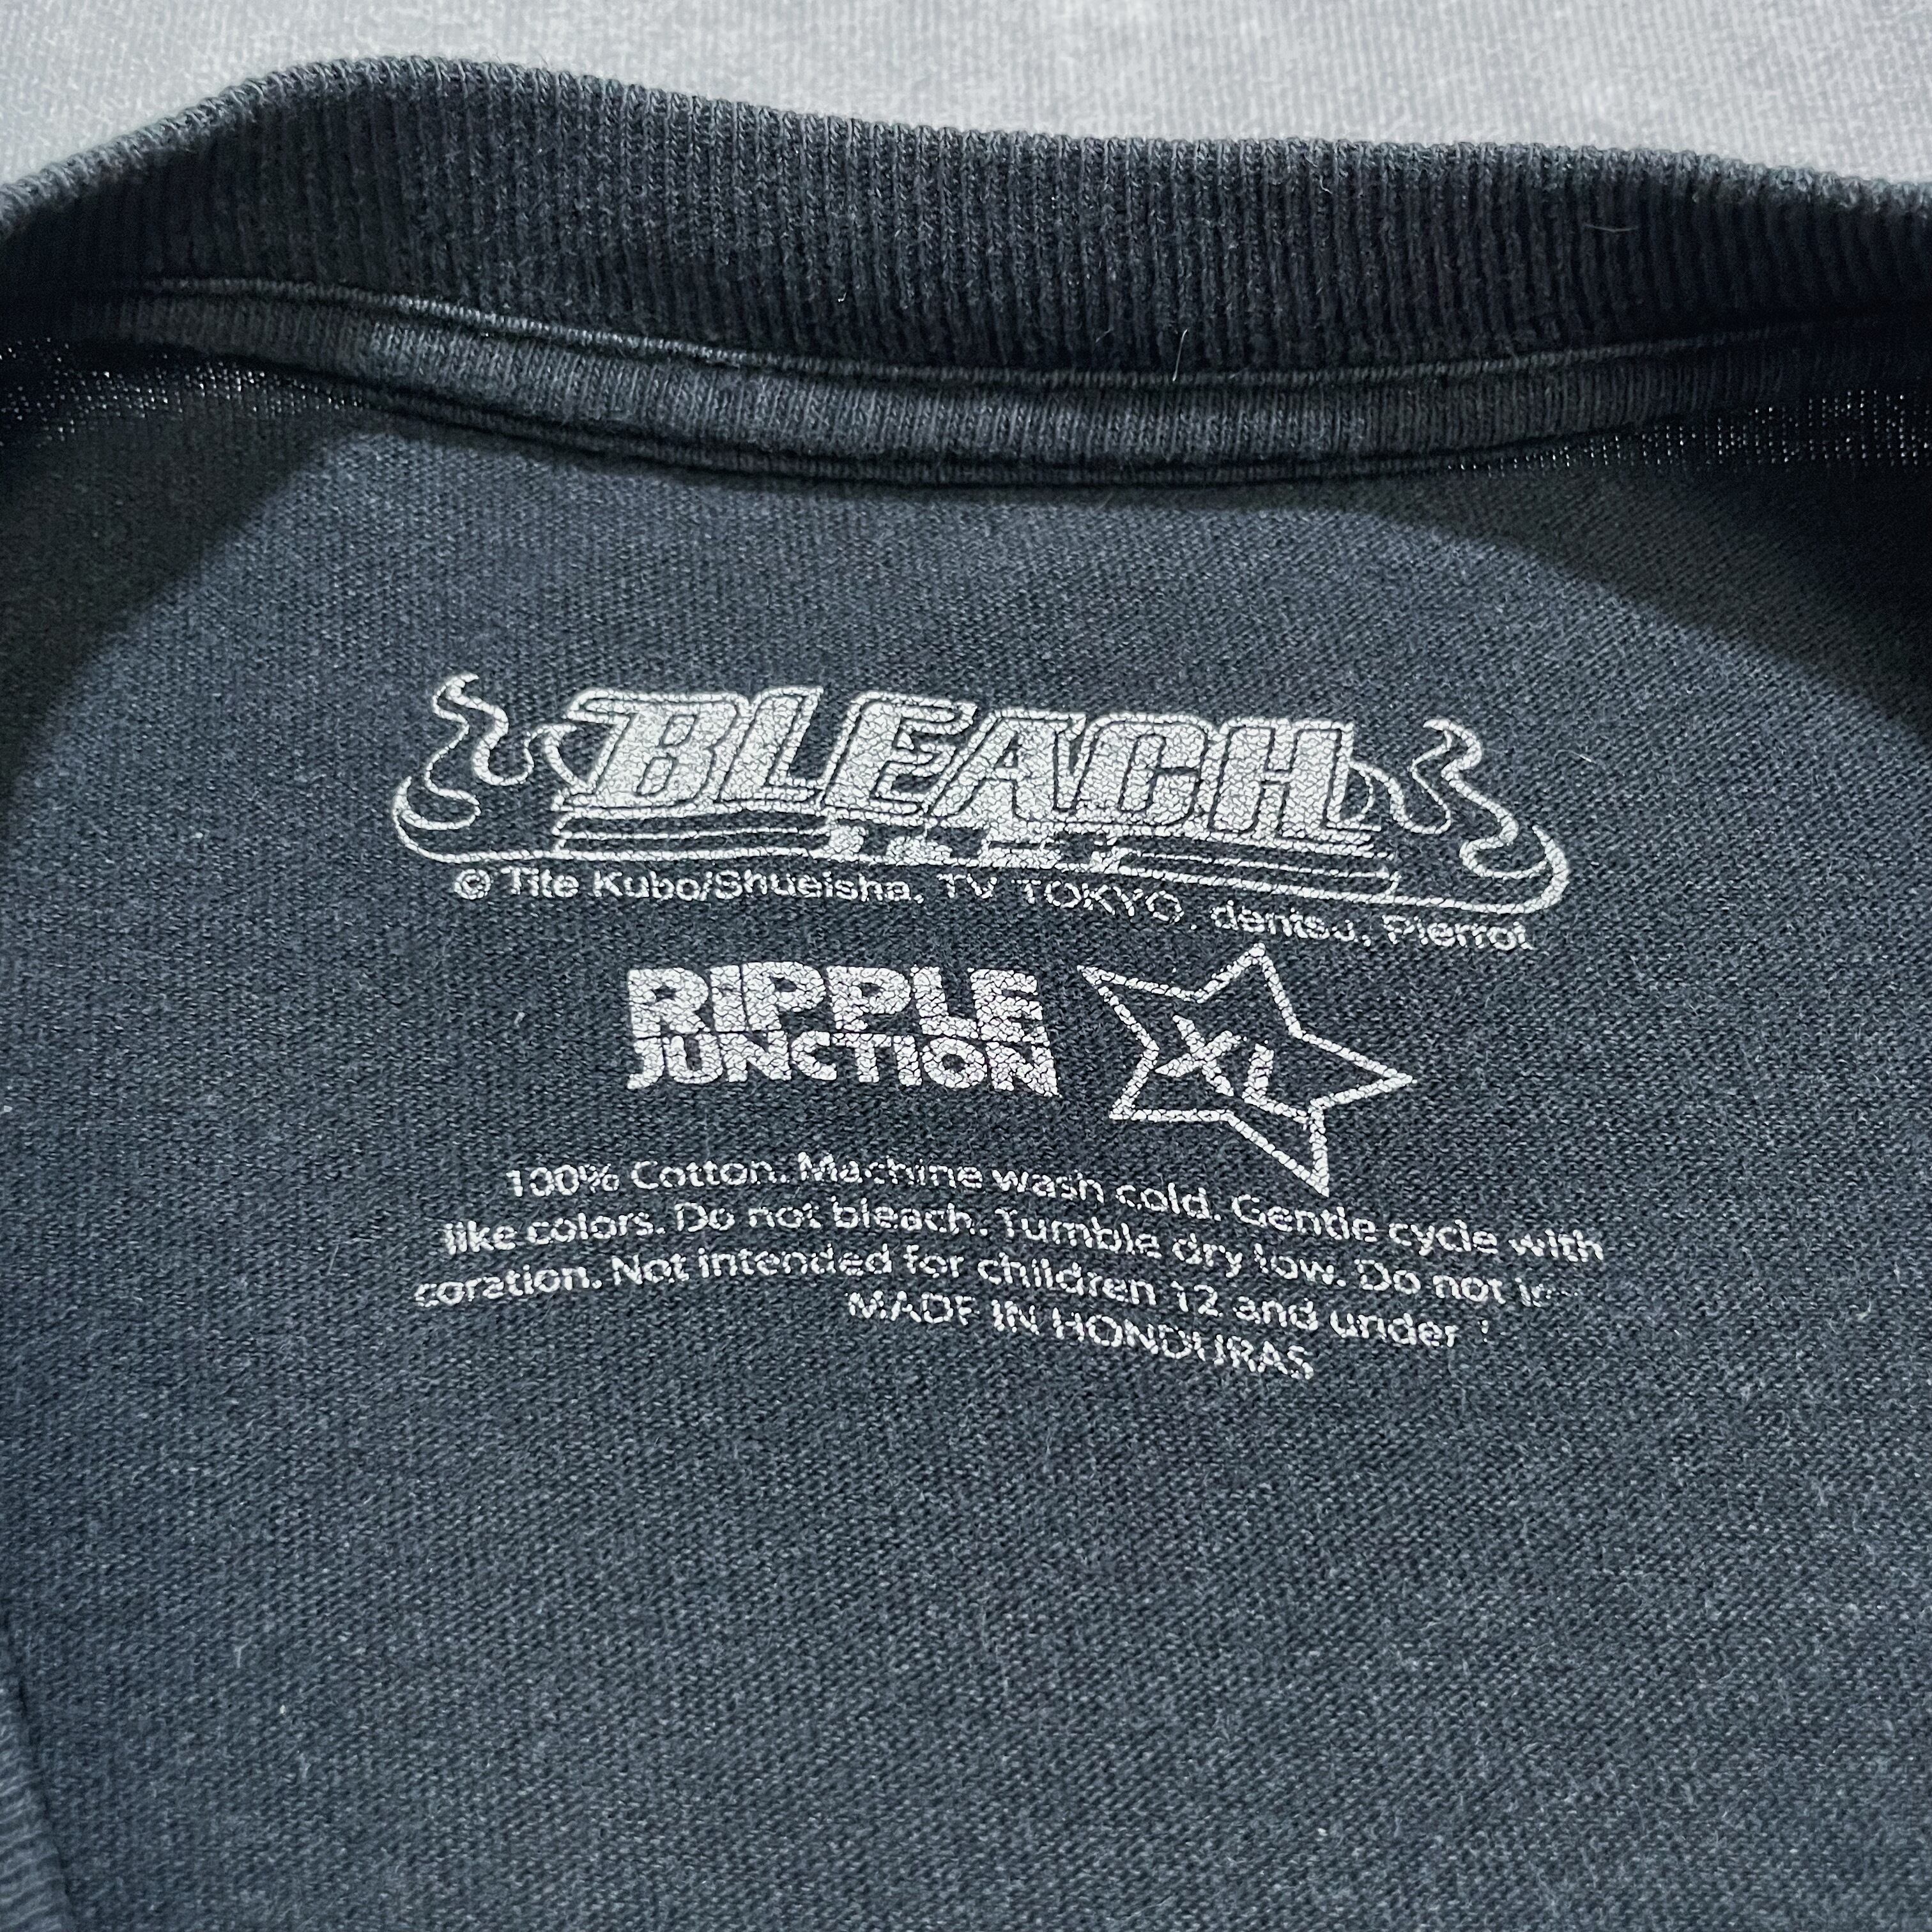 BLEACH
© Tite Kubo/Shueisha, TV TOKYO, dentsu, Pierrot
RIPPLE
JUNCTION
XL
100% Cotton. Machine wash cold. Gentle cycle with
like colors. Do not bleach. Tumble dry low. Do not
coration. Not intended for children 12 and under
MADE IN HONDURAS